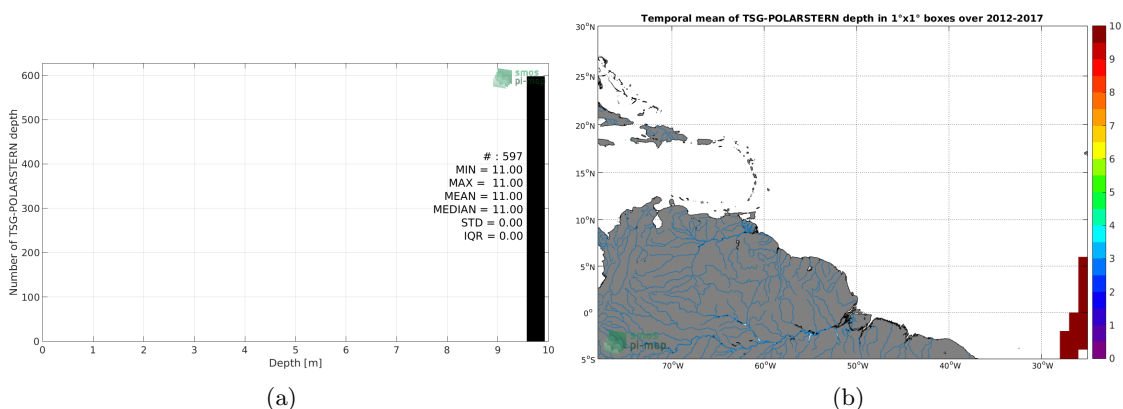 Temporal mean of TSG-POLARSTERN depth in 1°x1° boxes over 2012-2017
Number of TSG-POLARSTERN depth
600
500
400
300
200
100
0
smos
pi-map
# : 597
MIN = 11.00
MAX = 11.00
MEAN = 11.00
MEDIAN = 11.00
STD = 0.00
IQR = 0.00
0 1 2 3 4 5 6 7 8 9 10
Depth [m]
(a)
30°N
25°N
20°N
15°N
10°N
5°N
0°
5°S
smos
pi-map
70°W 60°W 50°W 40°W 30°W
10
9
8
7
6
5
4
3
2
1
0
(b)